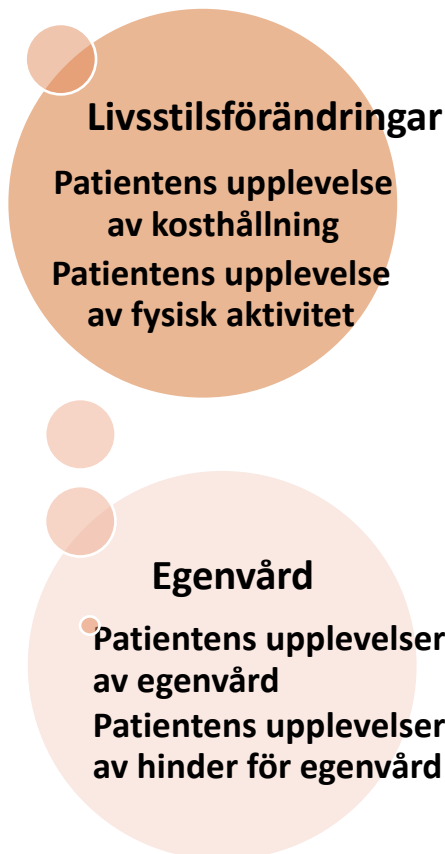 Livsstilsförändringar
Patientens upplevelse
av kosthållning
Patientens upplevelse
av fysisk aktivitet
Egenvård
Patientens upplevelser
av egenvård
Patientens upplevelser
av hinder för egenvård